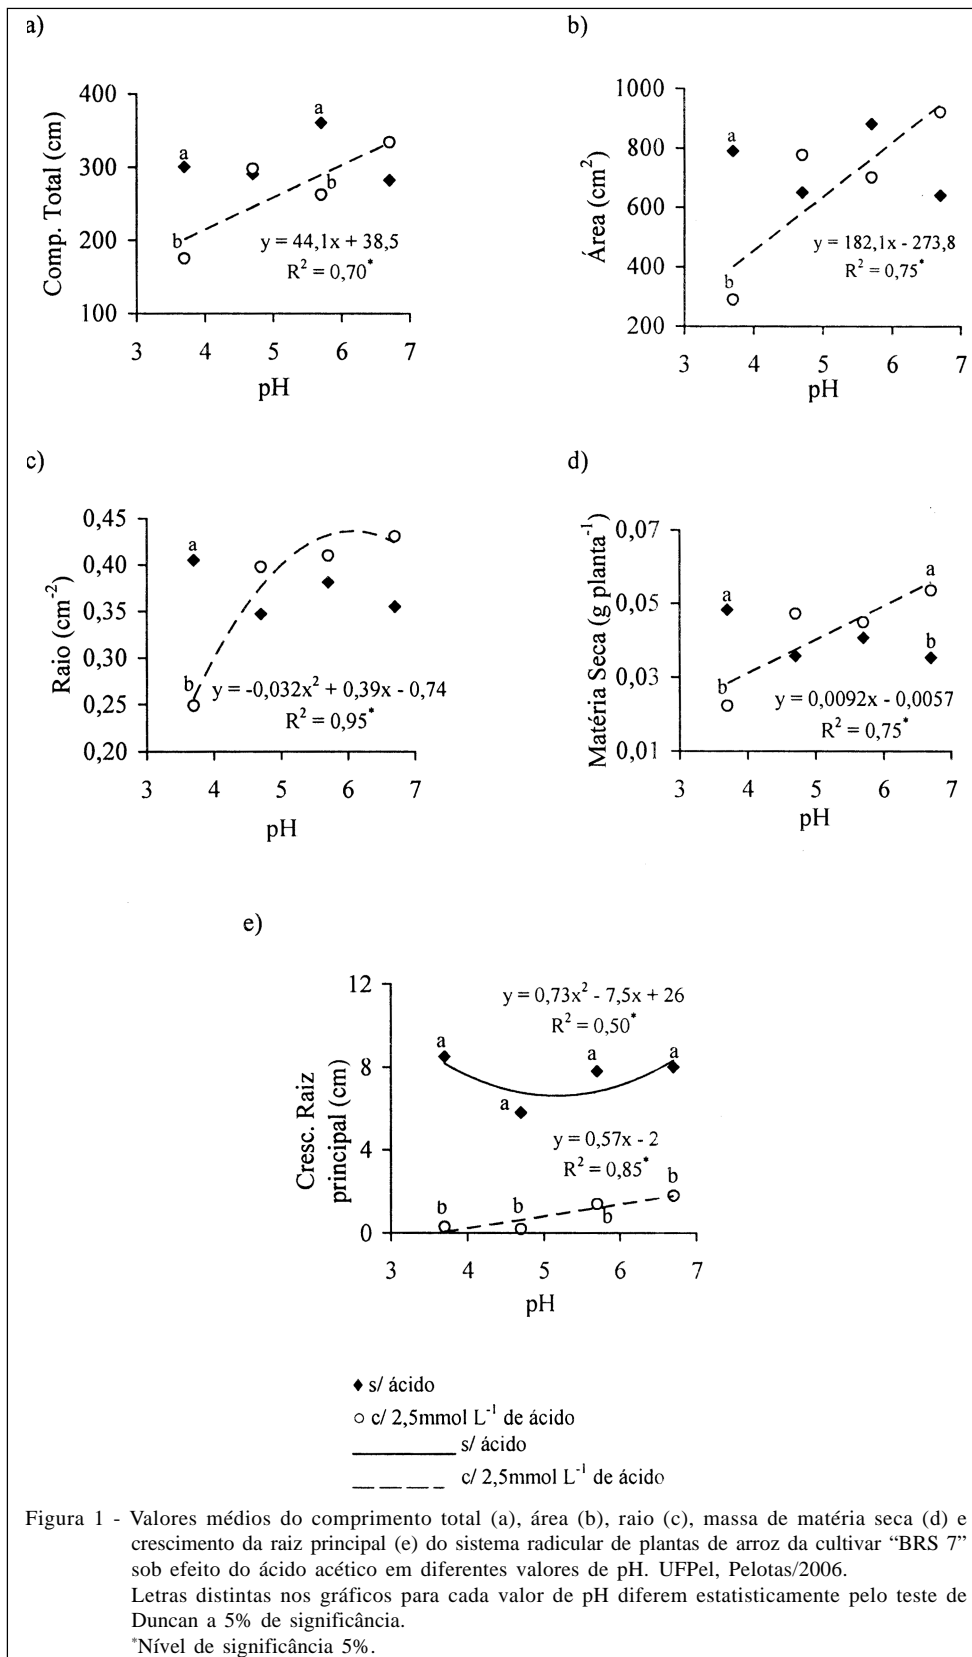 a)
400
300
200
100
Comp. Total (cm)
a
a
b
b
y = 44,1x + 38,5
R² = 0,70*
3 4 5 6 7
pH
b)
1000
800
600
400
200
Área (cm²)
a
b
y = 182,1x - 273,8
R² = 0,75*
3 4 5 6 7
pH
c)
0,45
0,40
0,35
0,30
0,25
0,20
Raio (cm⁻²)
a
b
y = -0,032x² + 0,39x - 0,74
R² = 0,95*
3 4 5 6 7
pH
d)
0,07
0,05
0,03
0,01
Matéria Seca (g planta⁻¹)
a
a
b
b
y = 0,0092x - 0,0057
R² = 0,75*
3 4 5 6 7
pH
e)
12
8
4
0
Cresc. Raiz
principal (cm)
y = 0,73x² - 7,5x + 26
R² = 0,50*
a
a
a
a
y = 0,57x - 2
R² = 0,85*
b
b
b
b
3 4 5 6 7
pH
s/ ácido
c/ 2,5mmol L⁻¹ de ácido
s/ ácido
c/ 2,5mmol L⁻¹ de ácido
Figura 1 - Valores médios do comprimento total (a), área (b), raio (c), massa de matéria seca (d) e
crescimento da raiz principal (e) do sistema radicular de plantas de arroz da cultivar “BRS 7”
sob efeito do ácido acético em diferentes valores de pH. UFPel, Pelotas/2006.
Letras distintas nos gráficos para cada valor de pH diferem estatisticamente pelo teste de
Duncan a 5% de significância.
*Nível de significância 5%.